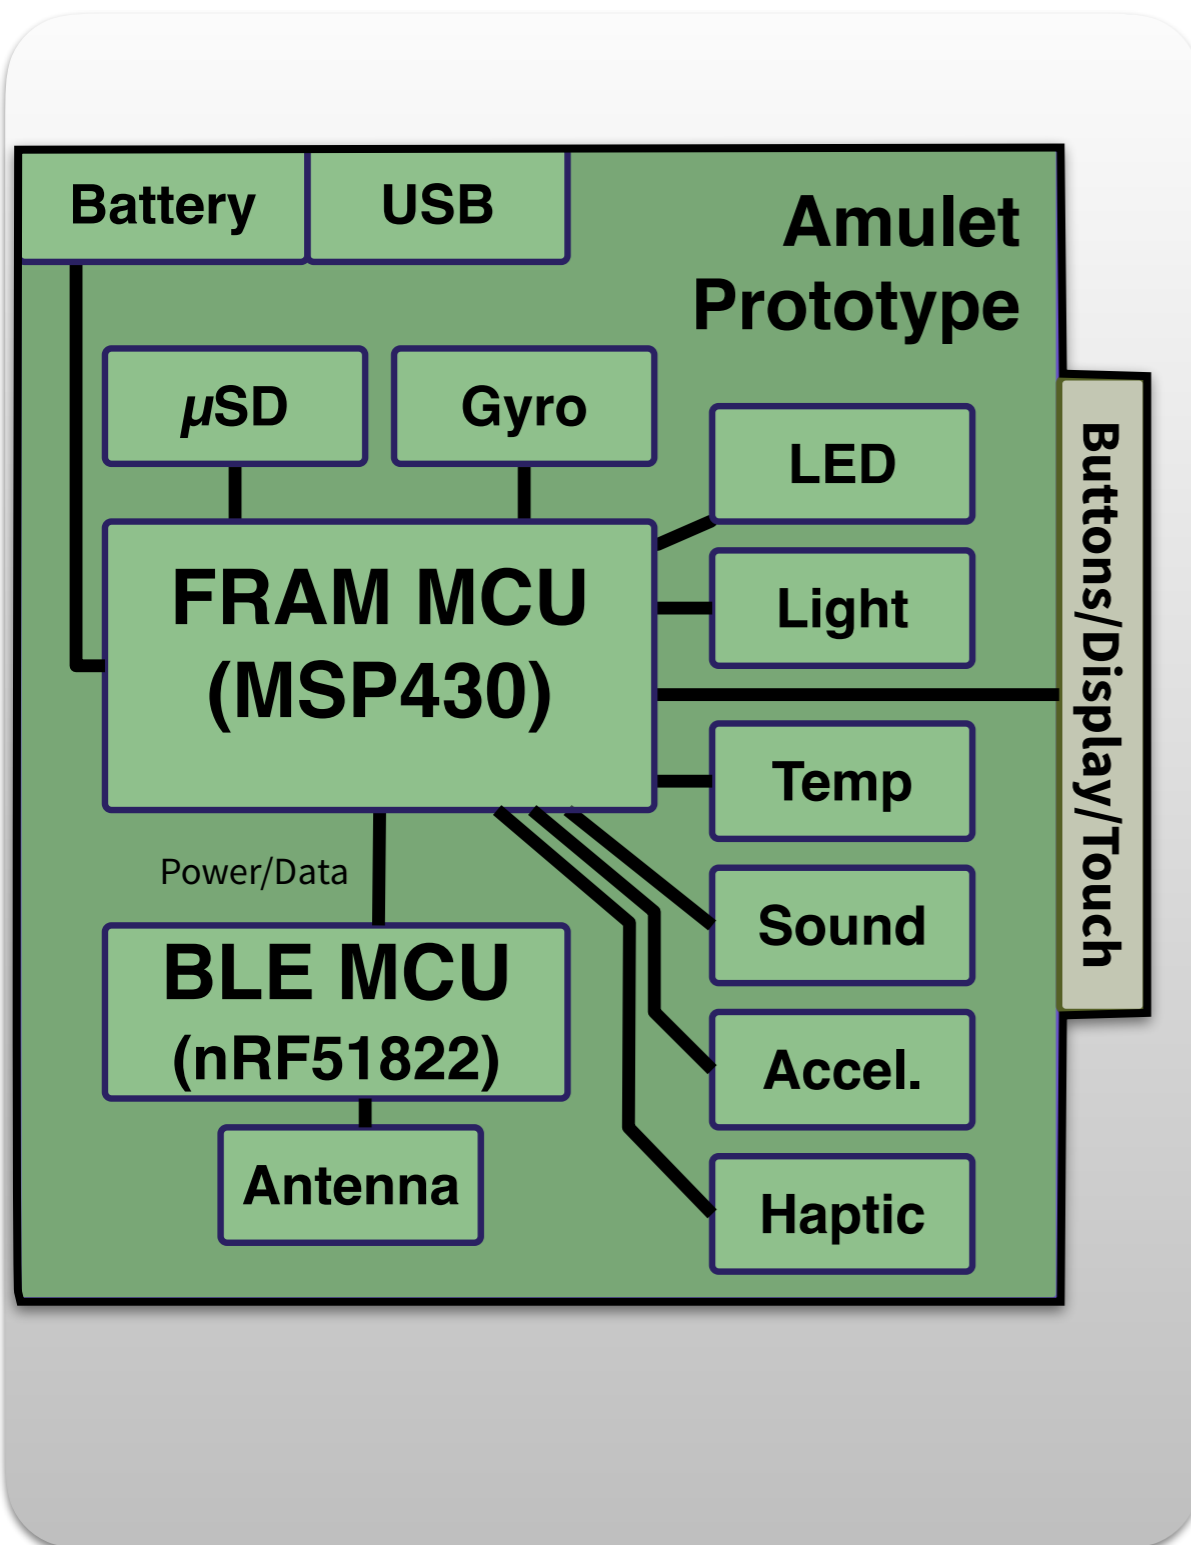 Battery
USB
Amulet
Prototype
µSD
Gyro
LED
FRAM MCU
(MSP430)
Light
Buttons/Display/Touch
Temp
Power/Data
Sound
BLE MCU
(nRF51822)
Accel.
Antenna
Haptic